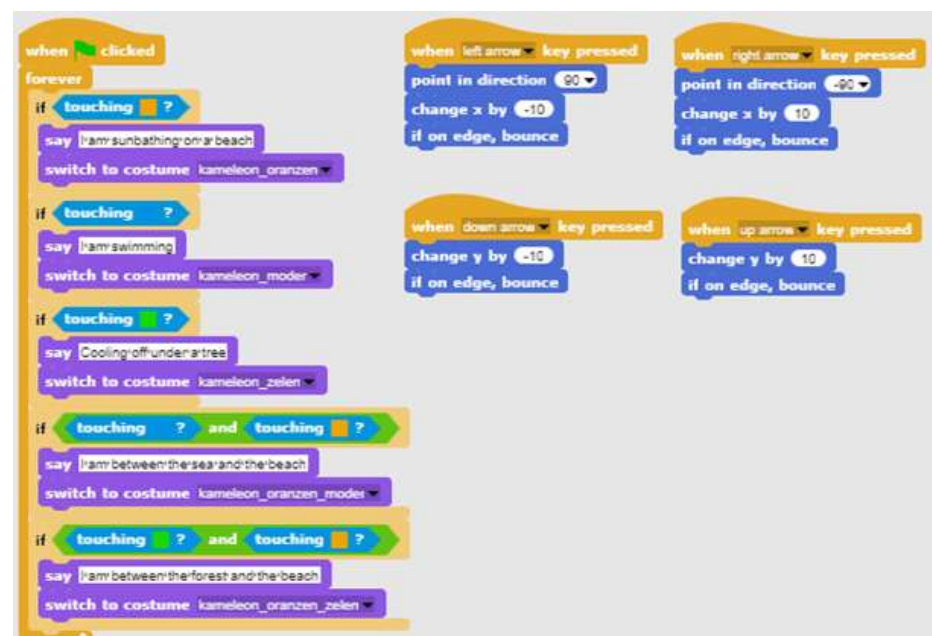 when clicked
forever
if touching ?
say I am sunbathing on a beach
switch to costume kameleon_oranzen
if touching ?
say I am swimming
switch to costume kameleon_moder
if touching ?
say Cooling off under a tree
switch to costume kameleon_zelen
if touching ? and touching ?
say I am between the sea and the beach
switch to costume kameleon_oranzen_moder
if touching ? and touching ?
say I am between the forest and the beach
switch to costume kameleon_oranzen_zelen
when left arrow key pressed
point in direction 90
change x by -10
if on edge, bounce
when right arrow key pressed
point in direction -90
change x by 10
if on edge, bounce
when down arrow key pressed
change y by -10
if on edge, bounce
when up arrow key pressed
change y by 10
if on edge, bounce